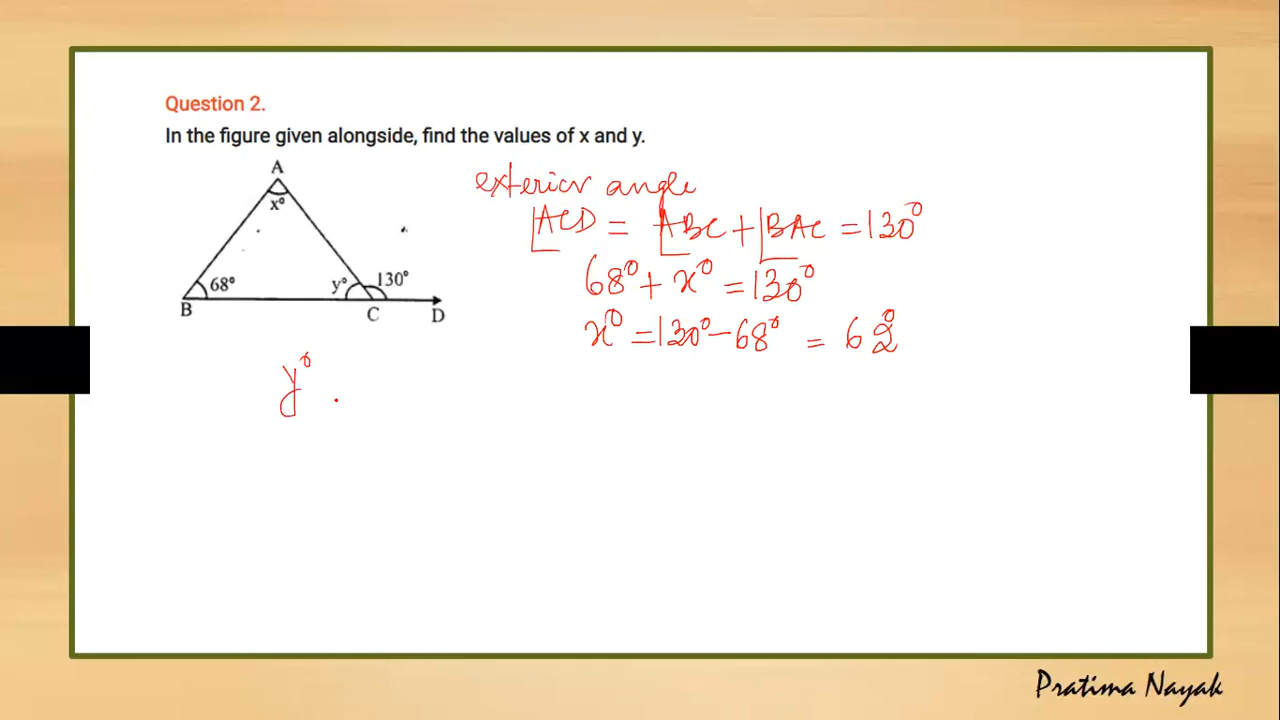 Question 2.
In the figure given alongside, find the values of x and y.
A
x°
68°
y°
130°
B
C
D
exterior angle
∠ACD = ∠ABC + ∠BAC = 130°
68° + x° = 130°
x° = 130° - 68° = 62°
y°
Pratima Nayak